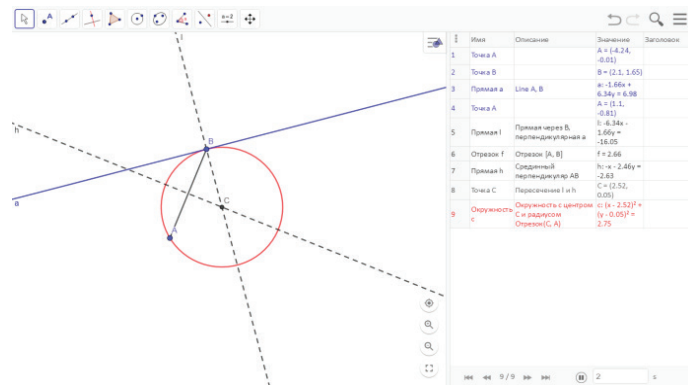 A
a=2
Имя Описание Значение Заголовок
1 Точка A A = (-4.24, -0.01)
2 Точка B B = (2.1, 1.65)
3 Прямая a Line A, B a: -1.66x + 6.34y = 6.98
4 Точка A A = (1.1, -0.81)
5 Прямая l Прямая через B, перпендикулярная a l: -6.34x - 1.66y = -16.05
6 Отрезок f Отрезок [A, B] f = 2.66
7 Прямая h Срединный перпендикуляр AB h: -x - 2.46y = -2.63
8 Точка C Пересечение l и h C = (2.52, 0.05)
9 Окружность c Окружность с центром C и радиусом Отрезок(C, A) c: (x - 2.52)² + (y - 0.05)² = 2.75
l
h
B
C
a
A
9 / 9
2 s